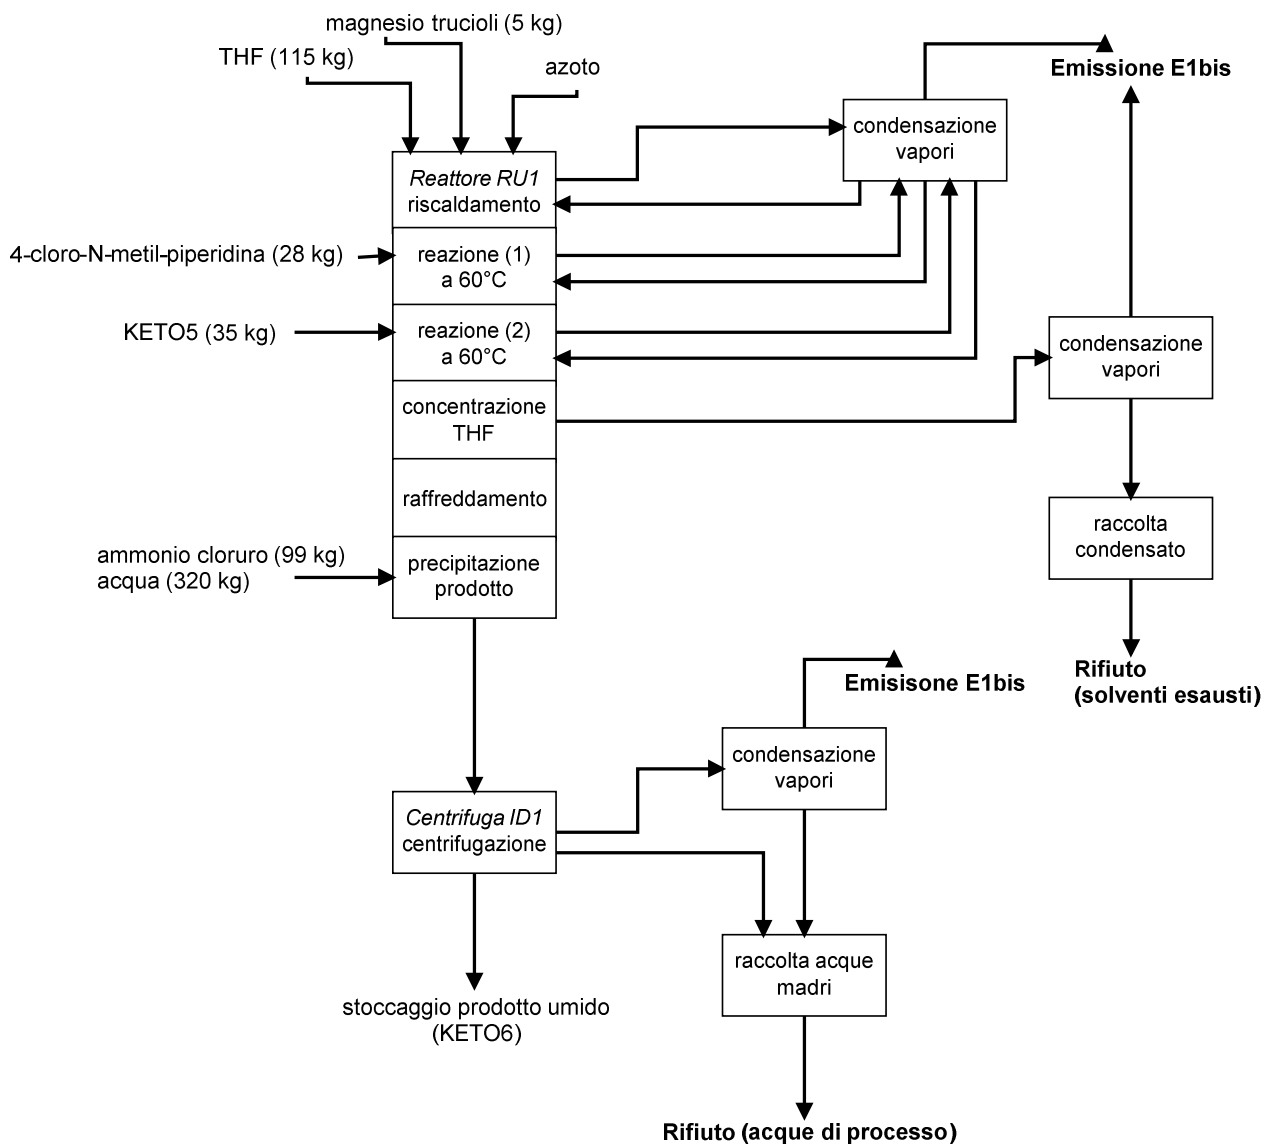 magnesio trucioli (5 kg)
THF (115 kg)
azoto
Emissione E1bis
condensazione
vapori
Reattore RU1
riscaldamento
4-cloro-N-metil-piperidina (28 kg)
reazione (1)
a 60°C
KETO5 (35 kg)
reazione (2)
a 60°C
condensazione
vapori
concentrazione
THF
raffreddamento
raccolta
condensato
ammonio cloruro (99 kg)
acqua (320 kg)
precipitazione
prodotto
Rifiuto
(solventi esausti)
Emisisone E1bis
condensazione
vapori
Centrifuga ID1
centrifugazione
raccolta acque
madri
stoccaggio prodotto umido
(KETO6)
Rifiuto (acque di processo)